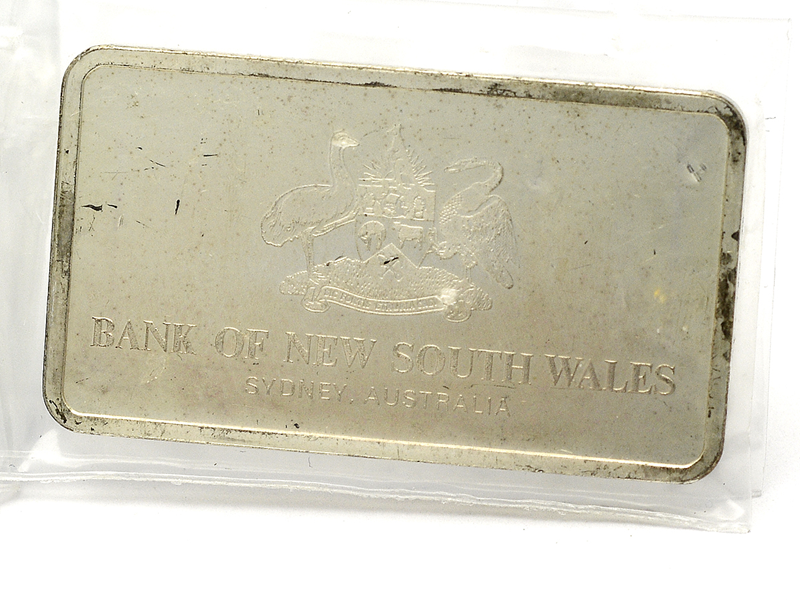 BANK OF NEW SOUTH WALES
SYDNEY, AUSTRALIA